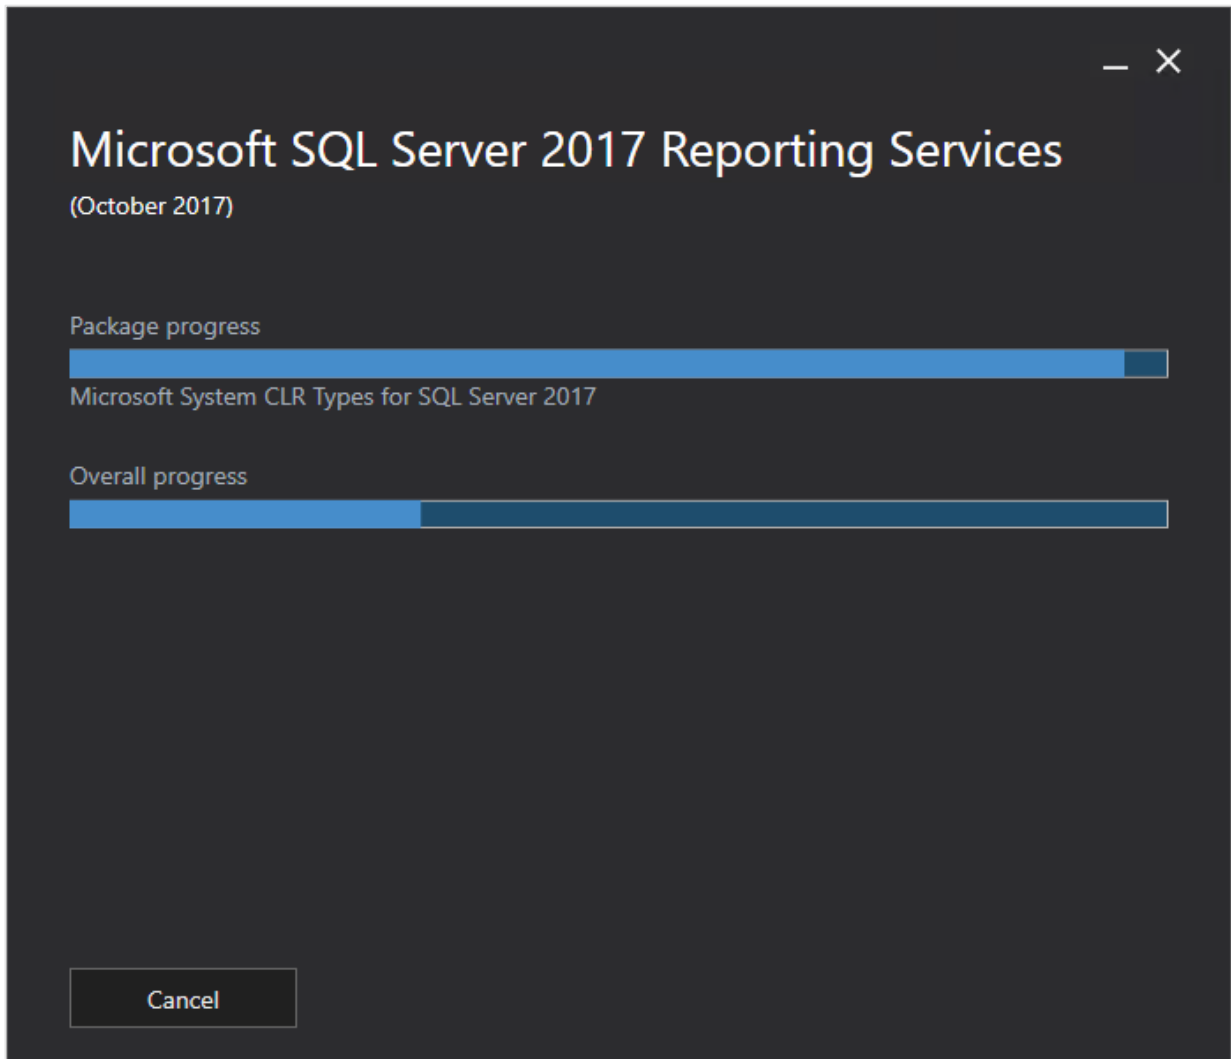 Microsoft SQL Server 2017 Reporting Services
(October 2017)
Package progress
Microsoft System CLR Types for SQL Server 2017
Overall progress
Cancel